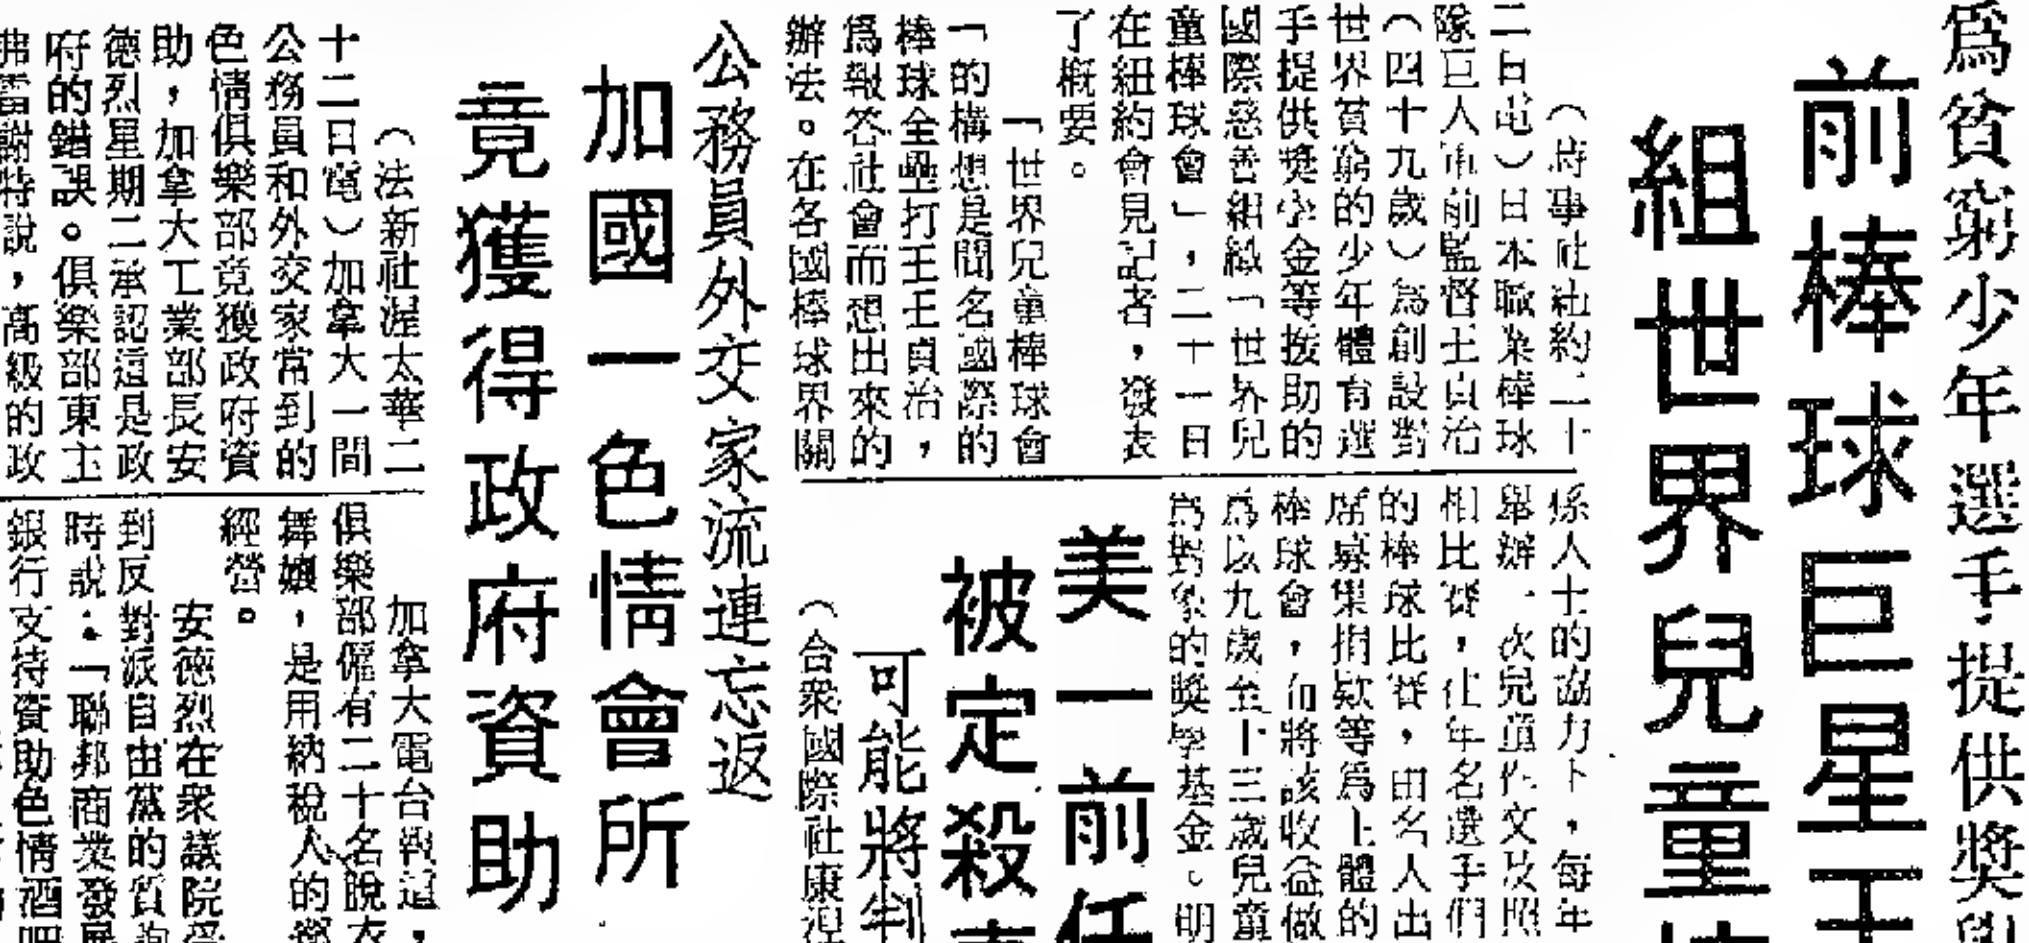 爲貧窮少年選手提供獎
前棒球巨星王
組世界兒童
（時事社紐約二十
二日電）日本職業棒球
隊巨人軍前監督王貞治
（四十九歲）為創設對
世界貧窮的少年體育選
手提供獎學金等援助的
國際慈善組織「世界兒
童棒球會」，二十一日
在紐約會見記者，發表
了概要。
「世界兒童棒球會
「的構想是聞名國際的
棒球全壘打王王貞治，
爲報答社會而想出來的
辦法。在各國棒球界關
係人士的協力下，每年
舉辦一次兒童作文及照
相比賽，壯年名選手們
的棒球比賽，由名人出
席募集捐款等爲上體的
棒球會，而將該收益做
爲以九歲至十三歲兒童
爲對象的獎學基金。明
美一前任
被定殺
可能將判
（合衆國際社康
公務員外交家流連忘返
加國一色情會所
竟獲得政府資助
（法新社渥太華二
十二日電）加拿大一間
公務員和外交家常到的
色情俱樂部竟獲政府資
助，加拿大工業部長安
德烈星期二承認這是政
府的錯誤。俱樂部東主
弗雷謝特說，高級的政
加拿大電台報道，
俱樂部僱有二十名脫衣
舞孃，是用納稅人的
經營。
安德烈在衆議院受
到反對派自由黨的質詢
時說：「聯邦商業發展
銀行支持資助色情酒吧